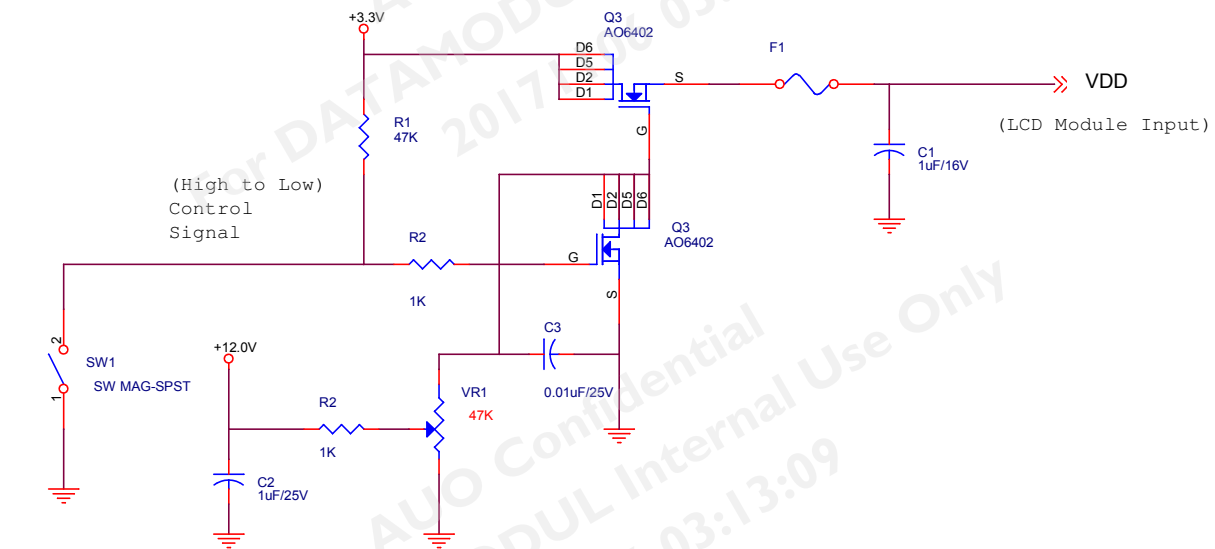 +3.3V
Q3
AO6402
D6
D5
D2
D1
S
G
F1
VDD
(LCD Module Input)
R1
47K
C1
1uF/16V
(High to Low)
Control
Signal
D1
D2
D5
D6
Q3
AO6402
R2
1K
G
S
2
1
SW1
SW MAG-SPST
+12.0V
C3
0.01uF/25V
VR1
47K
R2
1K
C2
1uF/25V
For DATAMODUL
AUO Confidential
DATAMODUL Internal Use Only
03:13:09